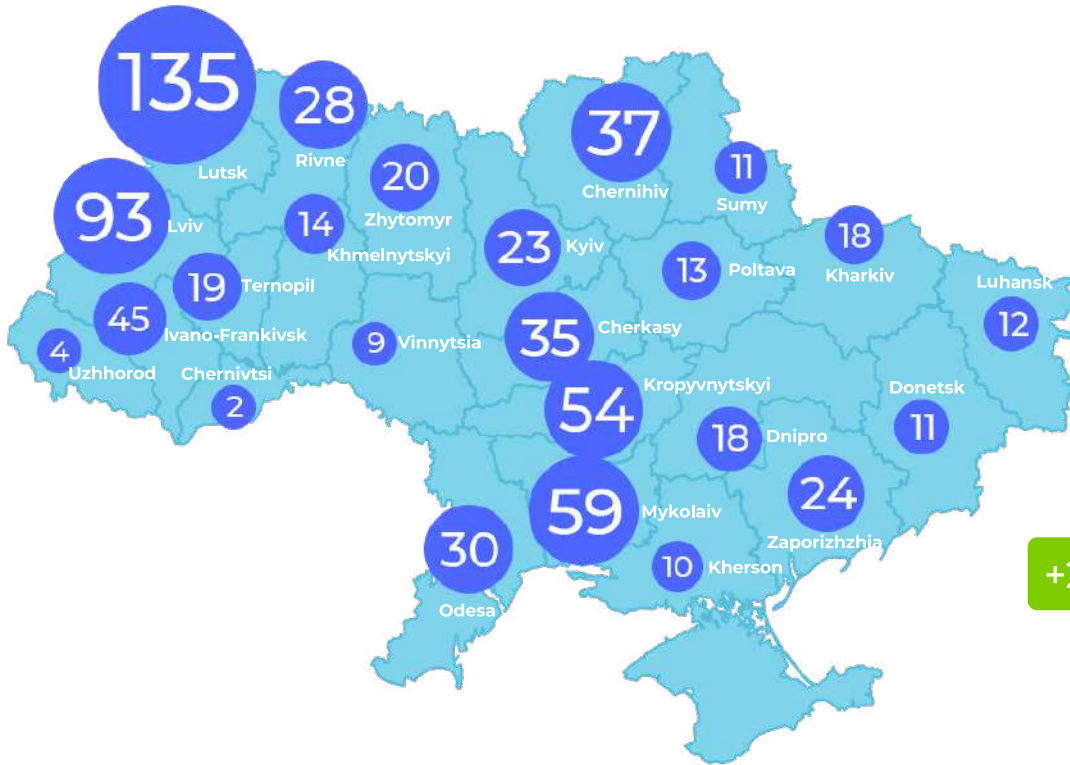 135
Lutsk
28
Rivne
20
Zhytomyr
37
Chernihiv
11
Sumy
93
Lviv
14
Khmelnytskyi
23
Kyiv
13
Poltava
18
Kharkiv
Luhansk
12
19
Ternopil
45
Ivano-Frankivsk
4
Uzhhorod
Chernivtsi
2
9
Vinnytsia
35
Cherkasy
54
Kropyvnytskyi
18
Dnipro
Donetsk
11
59
Mykolaiv
24
Zaporizhzhia
30
Odesa
10
Kherson